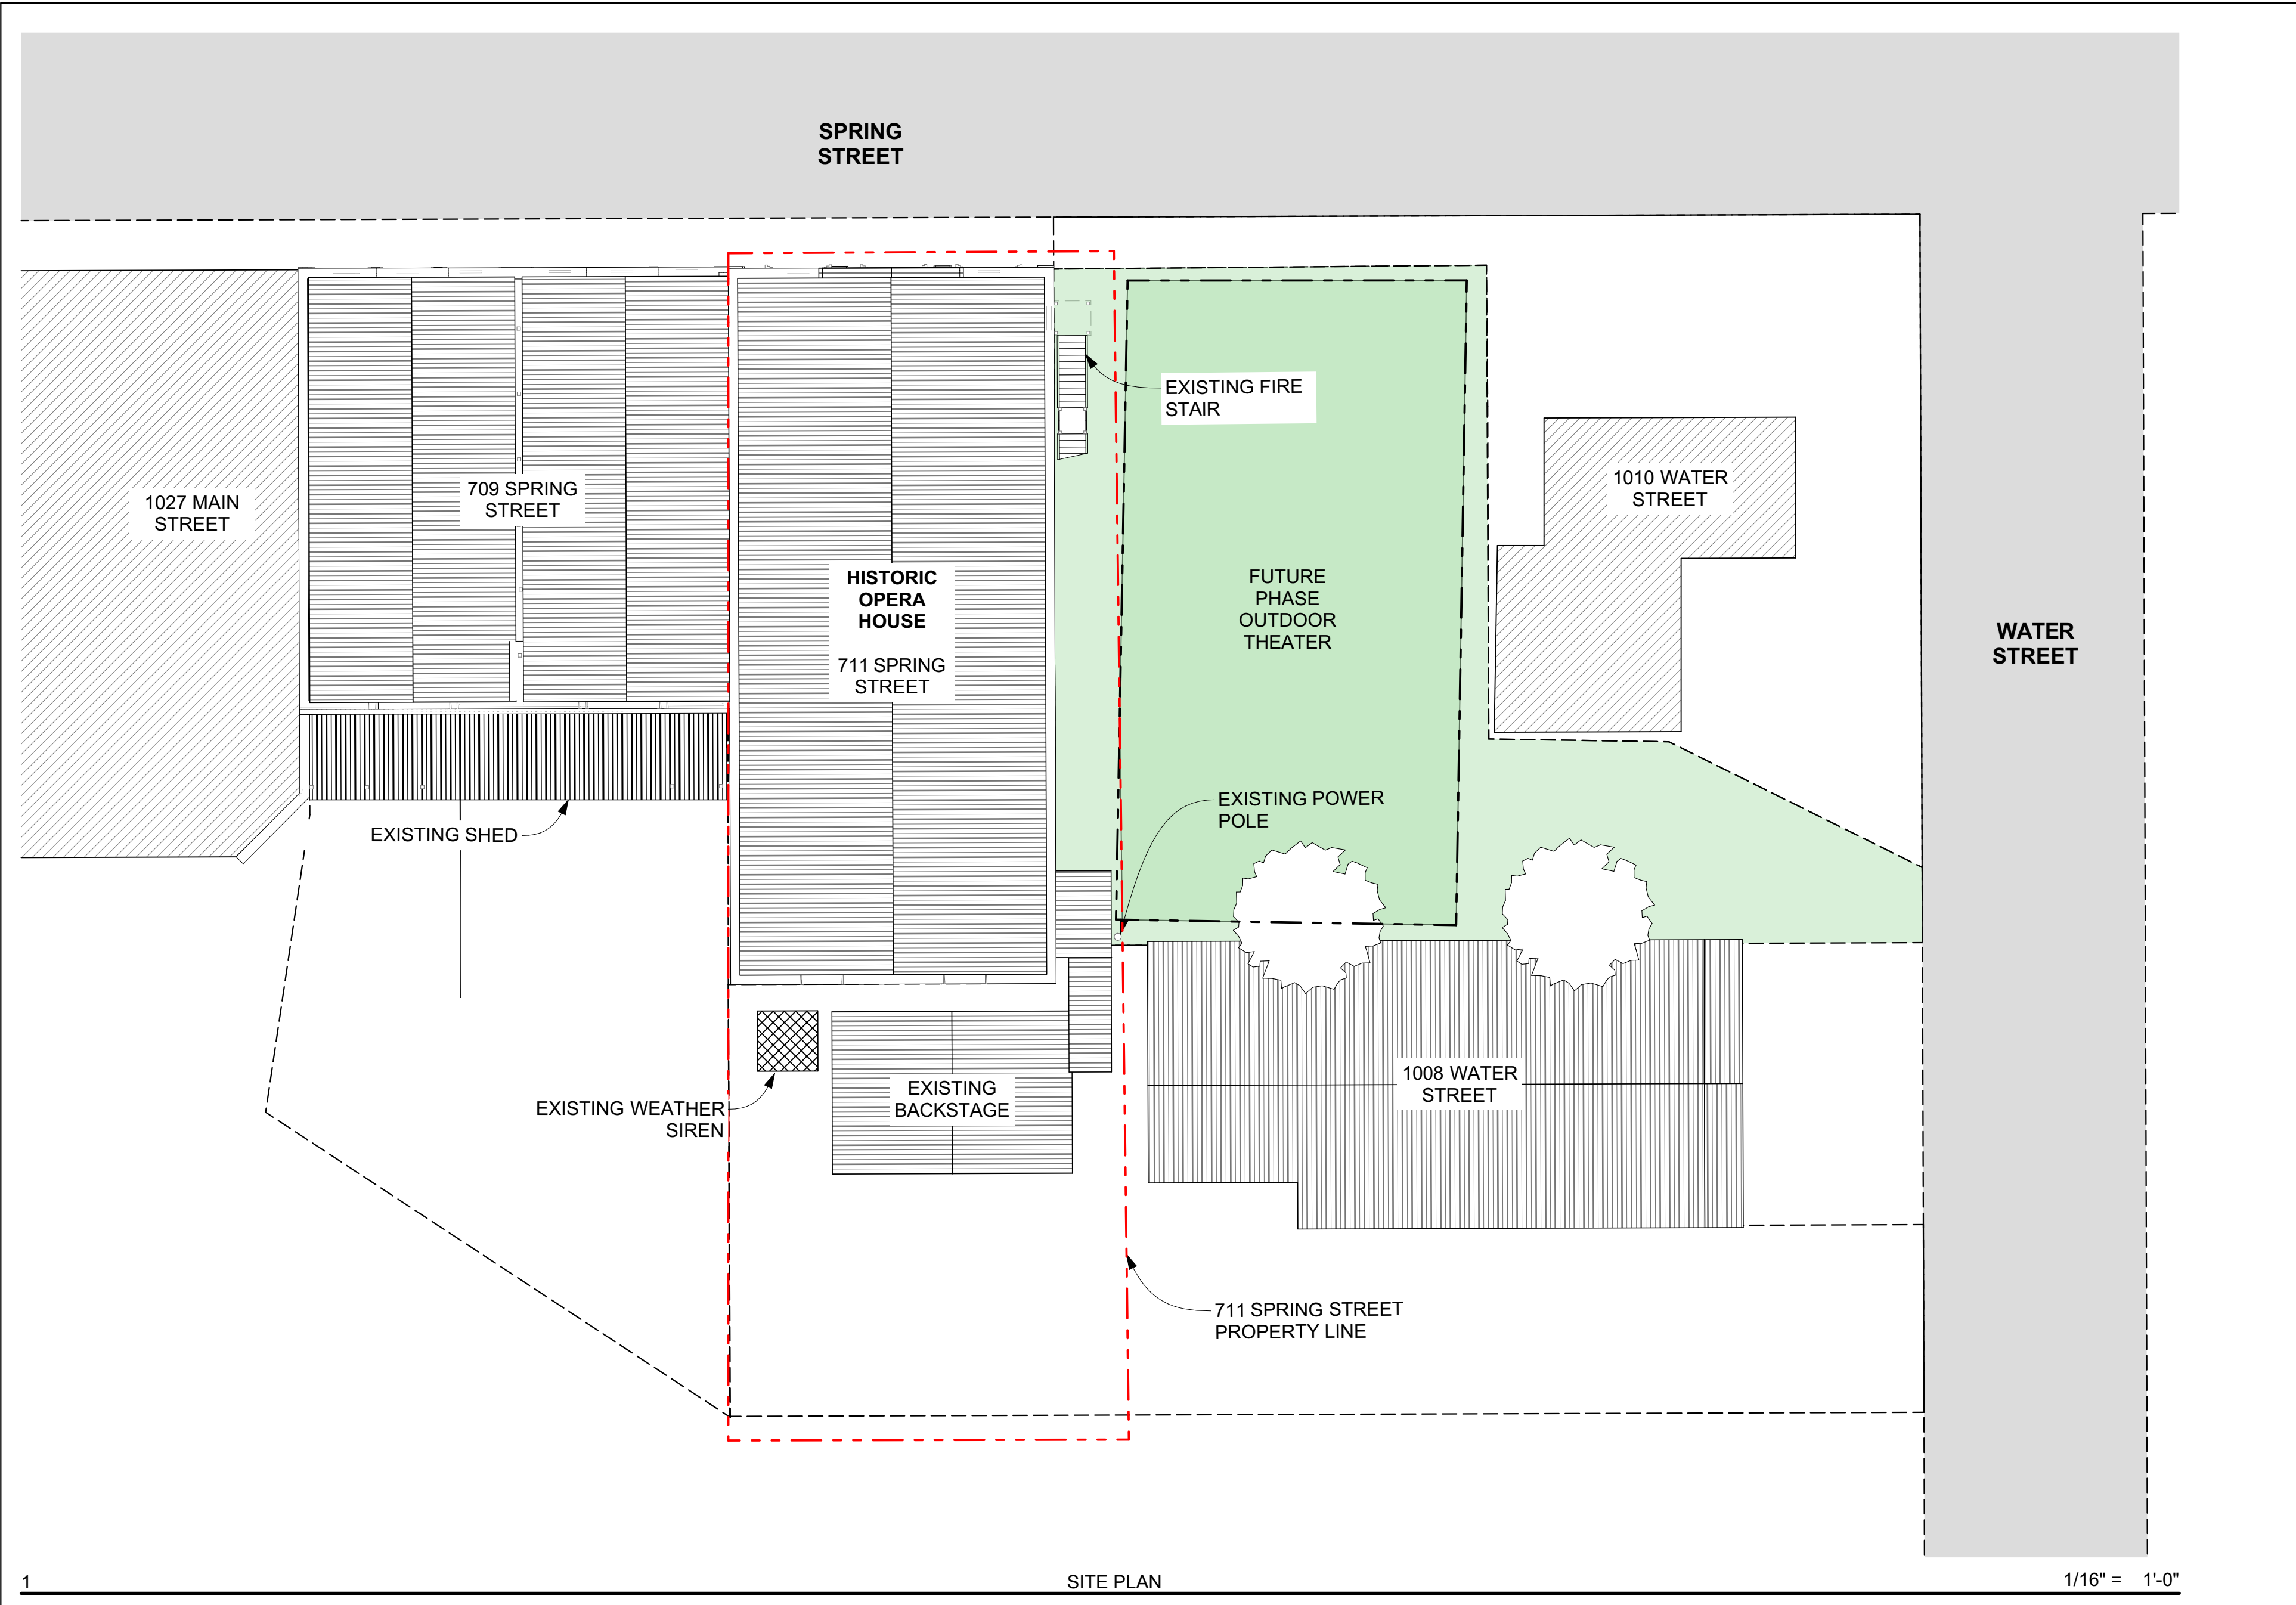 SPRING
STREET
EXISTING FIRE
STAIR
1027 MAIN
STREET
709 SPRING
STREET
1010 WATER
STREET
HISTORIC
OPERA
HOUSE
711 SPRING
STREET
FUTURE
PHASE
OUTDOOR
THEATER
WATER
STREET
EXISTING POWER
POLE
EXISTING SHED
1008 WATER
STREET
EXISTING
BACKSTAGE
EXISTING WEATHER
SIREN
711 SPRING STREET
PROPERTY LINE
1
SITE PLAN
1/16" = 1'-0"